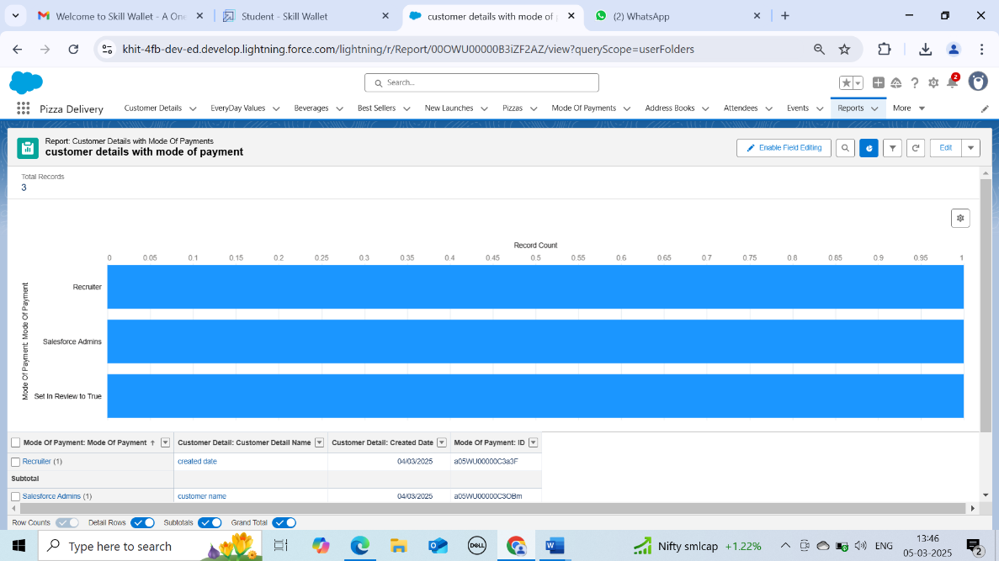 Welcome to Skill Wallet - A One
Student - Skill Wallet
customer details with mode of p
(2) WhatsApp
khit-4fb-dev-ed.develop.lightning.force.com/lightning/r/Report/00OWU00000B3iZF2AZ/view?queryScope=userFolders
Search...
2
Pizza Delivery
Customer Details
EveryDay Values
Beverages
Best Sellers
New Launches
Pizzas
Mode Of Payments
Address Books
Attendees
Events
Reports
More
Report: Customer Details with Mode Of Payments
customer details with mode of payment
Enable Field Editing
Edit
Total Records
3
Record Count
0 0.05 0.1 0.15 0.2 0.25 0.3 0.35 0.4 0.45 0.5 0.55 0.6 0.65 0.7 0.75 0.8 0.85 0.9 0.95 1
Mode Of Payment: Mode Of Payment
Recruiter
Salesforce Admins
Set In Review to True
Mode Of Payment: Mode Of Payment ↑ Customer Detail: Customer Detail Name Customer Detail: Created Date Mode Of Payment: ID
Recruiter (1) created date 04/03/2025 a05WU00000C3a3F
Subtotal
Salesforce Admins (1) customer name 04/03/2025 a05WU00000C3OBm
Row Counts Detail Rows Subtotals Grand Total
Type here to search
DELL
Nifty smlcap +1.22%
ENG
13:46
05-03-2025
2